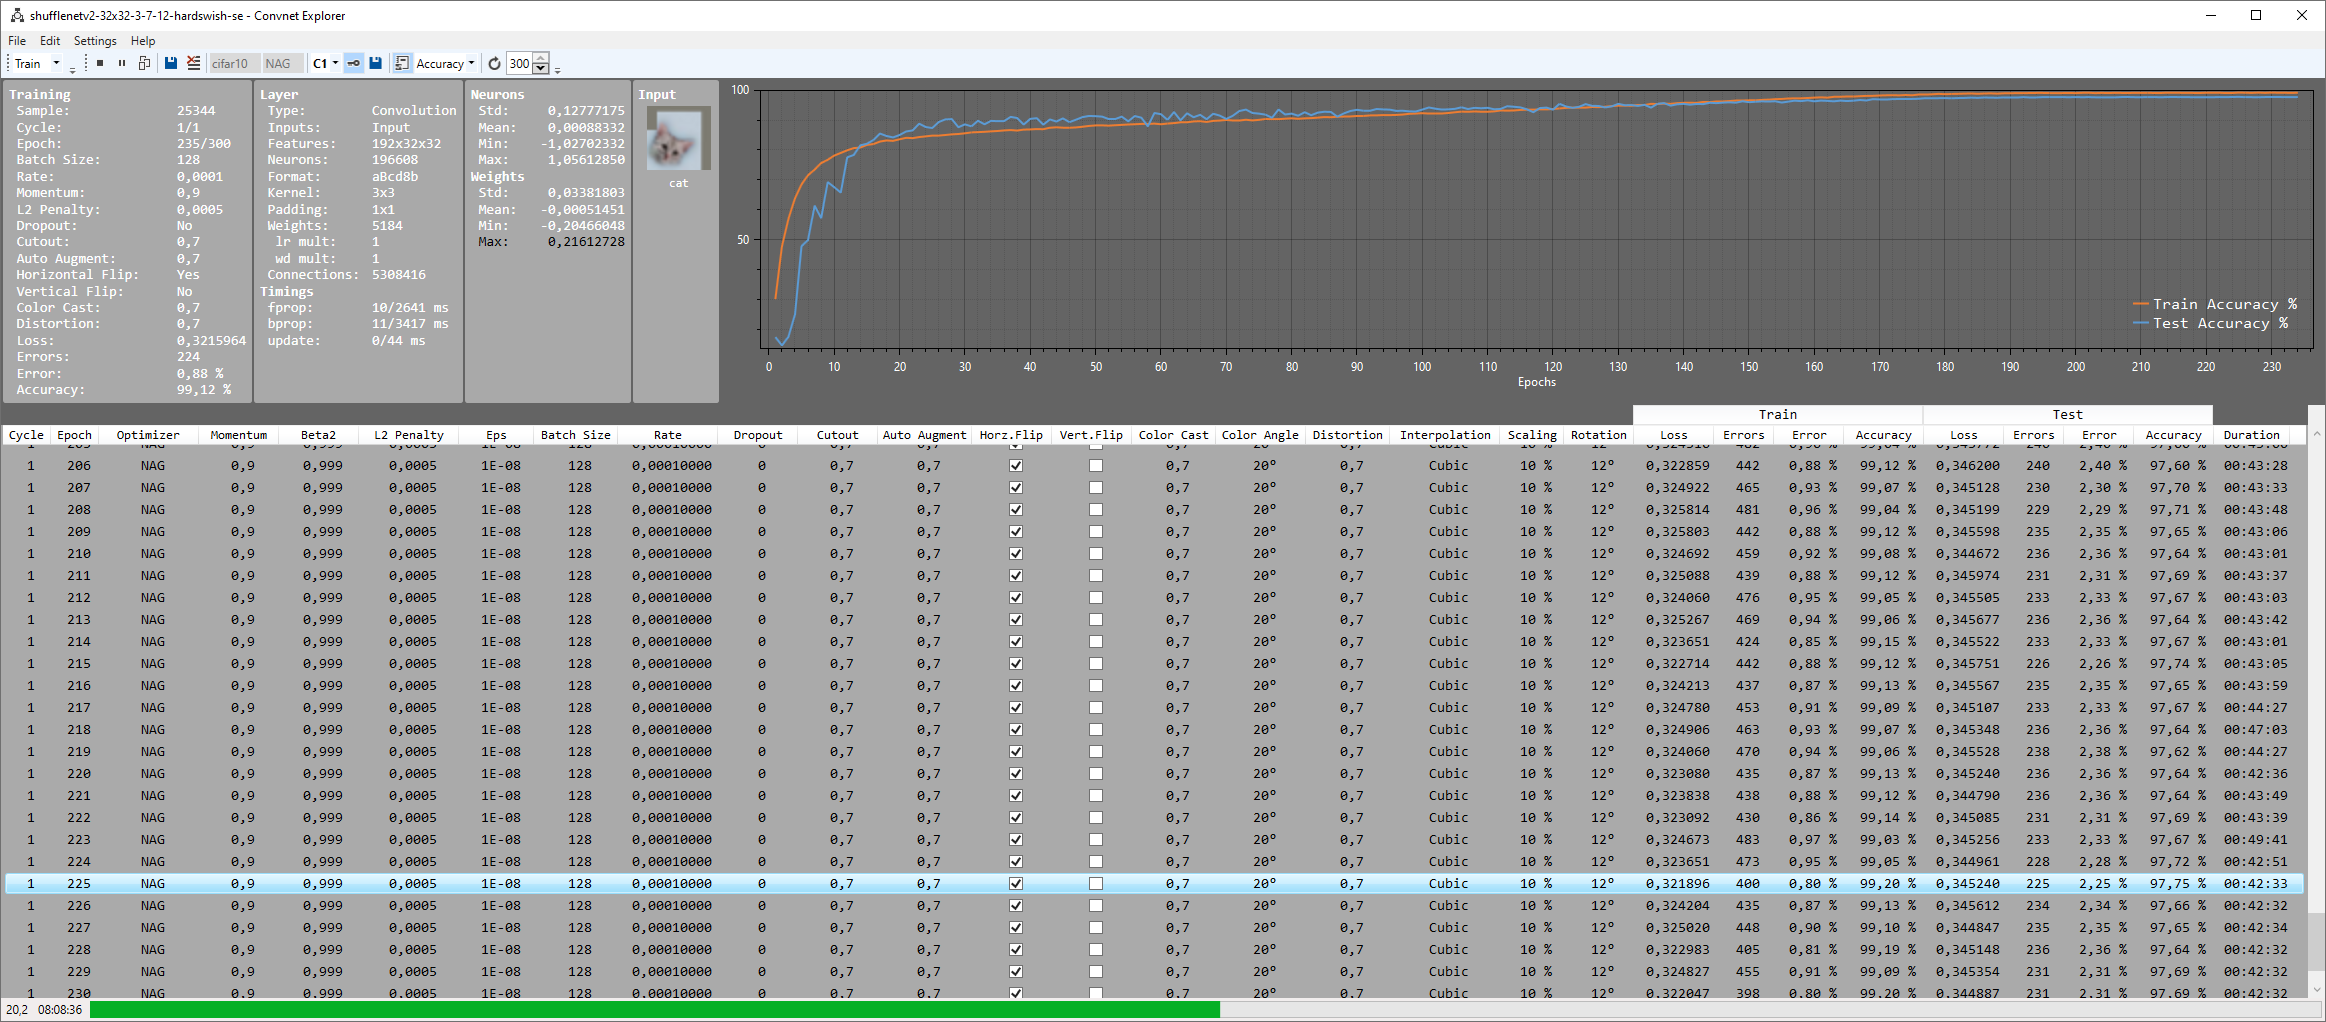 shufflenetv2-32x32-3-7-12-hardswish-se - Convnet Explorer
File Edit Settings Help
Train cifar10 NAG C1 Accuracy 300
Training
Sample: 25344
Cycle: 1/1
Epoch: 235/300
Batch Size: 128
Rate: 0,0001
Momentum: 0,9
L2 Penalty: 0,0005
Dropout: No
Cutout: 0,7
Auto Augment: 0,7
Horizontal Flip: Yes
Vertical Flip: No
Color Cast: 0,7
Distortion: 0,7
Loss: 0,3215964
Errors: 224
Error: 0,88 %
Accuracy: 99,12 %
Layer
Type: Convolution
Inputs: Input
Features: 192x32x32
Neurons: 196608
Format: aBcd8b
Kernel: 3x3
Padding: 1x1
Weights: 5184
lr mult: 1
wd mult: 1
Connections: 5308416
Timings
fprop: 10/2641 ms
bprop: 11/3417 ms
update: 0/44 ms
Neurons
Std: 0,12777175
Mean: 0,00088332
Min: -1,02702332
Max: 1,05612850
Weights
Std: 0,03381803
Mean: -0,00051451
Min: -0,20466048
Max: 0,21612728
Input
cat
100
50
Train Accuracy %
Test Accuracy %
0 10 20 30 40 50 60 70 80 90 100 110 120 130 140 150 160 170 180 190 200 210 220 230
Epochs
Train Test
Cycle Epoch Optimizer Momentum Beta2 L2 Penalty Eps Batch Size Rate Dropout Cutout Auto Augment Horz.Flip Vert.Flip Color Cast Color Angle Distortion Interpolation Scaling Rotation Loss Errors Error Accuracy Loss Errors Error Accuracy Duration
1 206 NAG 0,9 0,999 0,0005 1E-08 128 0,00010000 0 0,7 0,7 0,7 20° 0,7 Cubic 10 % 12° 0,322859 442 0,88 % 99,12 % 0,346200 240 2,40 % 97,60 % 00:43:28
1 207 NAG 0,9 0,999 0,0005 1E-08 128 0,00010000 0 0,7 0,7 0,7 20° 0,7 Cubic 10 % 12° 0,324922 465 0,93 % 99,07 % 0,345128 230 2,30 % 97,70 % 00:43:33
1 208 NAG 0,9 0,999 0,0005 1E-08 128 0,00010000 0 0,7 0,7 0,7 20° 0,7 Cubic 10 % 12° 0,325814 481 0,96 % 99,04 % 0,345199 229 2,29 % 97,71 % 00:43:48
1 209 NAG 0,9 0,999 0,0005 1E-08 128 0,00010000 0 0,7 0,7 0,7 20° 0,7 Cubic 10 % 12° 0,325803 442 0,88 % 99,12 % 0,345598 235 2,35 % 97,65 % 00:43:06
1 210 NAG 0,9 0,999 0,0005 1E-08 128 0,00010000 0 0,7 0,7 0,7 20° 0,7 Cubic 10 % 12° 0,324692 459 0,92 % 99,08 % 0,344672 236 2,36 % 97,64 % 00:43:01
1 211 NAG 0,9 0,999 0,0005 1E-08 128 0,00010000 0 0,7 0,7 0,7 20° 0,7 Cubic 10 % 12° 0,325088 439 0,88 % 99,12 % 0,345974 231 2,31 % 97,69 % 00:43:37
1 212 NAG 0,9 0,999 0,0005 1E-08 128 0,00010000 0 0,7 0,7 0,7 20° 0,7 Cubic 10 % 12° 0,324060 476 0,95 % 99,05 % 0,345505 233 2,33 % 97,67 % 00:43:03
1 213 NAG 0,9 0,999 0,0005 1E-08 128 0,00010000 0 0,7 0,7 0,7 20° 0,7 Cubic 10 % 12° 0,325267 469 0,94 % 99,06 % 0,345677 236 2,36 % 97,64 % 00:43:42
1 214 NAG 0,9 0,999 0,0005 1E-08 128 0,00010000 0 0,7 0,7 0,7 20° 0,7 Cubic 10 % 12° 0,323651 424 0,85 % 99,15 % 0,345522 233 2,33 % 97,67 % 00:43:01
1 215 NAG 0,9 0,999 0,0005 1E-08 128 0,00010000 0 0,7 0,7 0,7 20° 0,7 Cubic 10 % 12° 0,322714 442 0,88 % 99,12 % 0,345751 226 2,26 % 97,74 % 00:43:05
1 216 NAG 0,9 0,999 0,0005 1E-08 128 0,00010000 0 0,7 0,7 0,7 20° 0,7 Cubic 10 % 12° 0,324213 437 0,87 % 99,13 % 0,345567 235 2,35 % 97,65 % 00:43:59
1 217 NAG 0,9 0,999 0,0005 1E-08 128 0,00010000 0 0,7 0,7 0,7 20° 0,7 Cubic 10 % 12° 0,324780 453 0,91 % 99,09 % 0,345107 233 2,33 % 97,67 % 00:44:27
1 218 NAG 0,9 0,999 0,0005 1E-08 128 0,00010000 0 0,7 0,7 0,7 20° 0,7 Cubic 10 % 12° 0,324906 463 0,93 % 99,07 % 0,345348 236 2,36 % 97,64 % 00:47:03
1 219 NAG 0,9 0,999 0,0005 1E-08 128 0,00010000 0 0,7 0,7 0,7 20° 0,7 Cubic 10 % 12° 0,324060 470 0,94 % 99,06 % 0,345528 238 2,38 % 97,62 % 00:44:27
1 220 NAG 0,9 0,999 0,0005 1E-08 128 0,00010000 0 0,7 0,7 0,7 20° 0,7 Cubic 10 % 12° 0,323080 435 0,87 % 99,13 % 0,345240 236 2,36 % 97,64 % 00:42:36
1 221 NAG 0,9 0,999 0,0005 1E-08 128 0,00010000 0 0,7 0,7 0,7 20° 0,7 Cubic 10 % 12° 0,323838 438 0,88 % 99,12 % 0,344790 236 2,36 % 97,64 % 00:43:49
1 222 NAG 0,9 0,999 0,0005 1E-08 128 0,00010000 0 0,7 0,7 0,7 20° 0,7 Cubic 10 % 12° 0,323092 430 0,86 % 99,14 % 0,345085 231 2,31 % 97,69 % 00:43:39
1 223 NAG 0,9 0,999 0,0005 1E-08 128 0,00010000 0 0,7 0,7 0,7 20° 0,7 Cubic 10 % 12° 0,324673 483 0,97 % 99,03 % 0,345256 233 2,33 % 97,67 % 00:49:41
1 224 NAG 0,9 0,999 0,0005 1E-08 128 0,00010000 0 0,7 0,7 0,7 20° 0,7 Cubic 10 % 12° 0,323651 473 0,95 % 99,05 % 0,344961 228 2,28 % 97,72 % 00:42:51
1 225 NAG 0,9 0,999 0,0005 1E-08 128 0,00010000 0 0,7 0,7 0,7 20° 0,7 Cubic 10 % 12° 0,321896 400 0,80 % 99,20 % 0,345240 225 2,25 % 97,75 % 00:42:33
1 226 NAG 0,9 0,999 0,0005 1E-08 128 0,00010000 0 0,7 0,7 0,7 20° 0,7 Cubic 10 % 12° 0,324204 435 0,87 % 99,13 % 0,345612 234 2,34 % 97,66 % 00:42:32
1 227 NAG 0,9 0,999 0,0005 1E-08 128 0,00010000 0 0,7 0,7 0,7 20° 0,7 Cubic 10 % 12° 0,325020 448 0,90 % 99,10 % 0,344847 235 2,35 % 97,65 % 00:42:34
1 228 NAG 0,9 0,999 0,0005 1E-08 128 0,00010000 0 0,7 0,7 0,7 20° 0,7 Cubic 10 % 12° 0,322983 405 0,81 % 99,19 % 0,345148 236 2,36 % 97,64 % 00:42:32
1 229 NAG 0,9 0,999 0,0005 1E-08 128 0,00010000 0 0,7 0,7 0,7 20° 0,7 Cubic 10 % 12° 0,324827 455 0,91 % 99,09 % 0,345354 231 2,31 % 97,69 % 00:42:32
1 230 NAG 0,9 0,999 0,0005 1E-08 128 0,00010000 0 0,7 0,7 0,7 20° 0,7 Cubic 10 % 12° 0,322047 398 0,80 % 99,20 % 0,344887 231 2,31 % 97,69 % 00:42:32
20,2 08:08:36